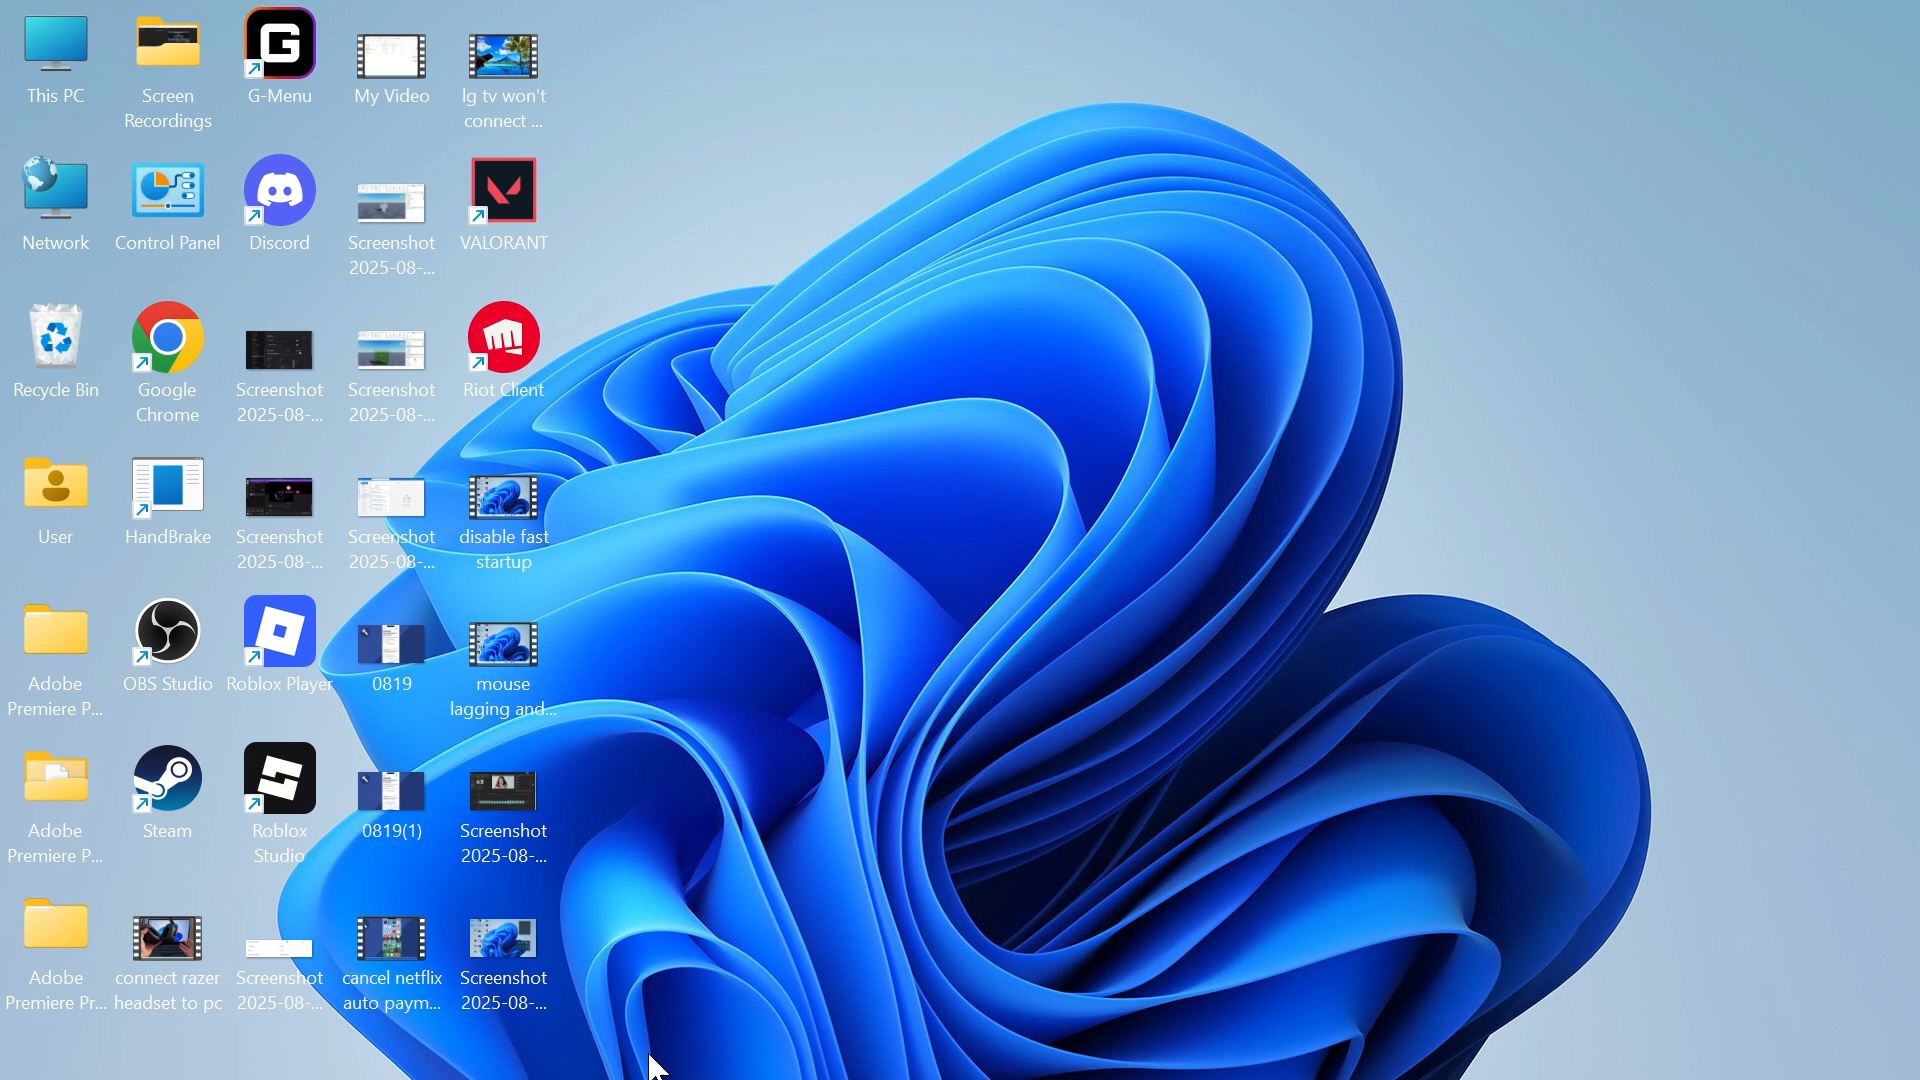 This PC
Screen
Recordings
G-Menu
My Video
lg tv won't
connect ...
Network
Control Panel
Discord
Screenshot
2025-08-...
VALORANT
Recycle Bin
Google
Chrome
Screenshot
2025-08-...
Screenshot
2025-08-...
Riot Client
User
HandBrake
Screenshot
2025-08-...
Screenshot
2025-08-...
disable fast
startup
Adobe
Premiere P...
OBS Studio
Roblox Player
0819
mouse
lagging and...
Adobe
Premiere P...
Steam
Roblox
Studio
0819(1)
Screenshot
2025-08-...
Adobe
Premiere Pr...
connect razer
headset to pc
Screenshot
2025-08-...
cancel netflix
auto paym...
Screenshot
2025-08-...